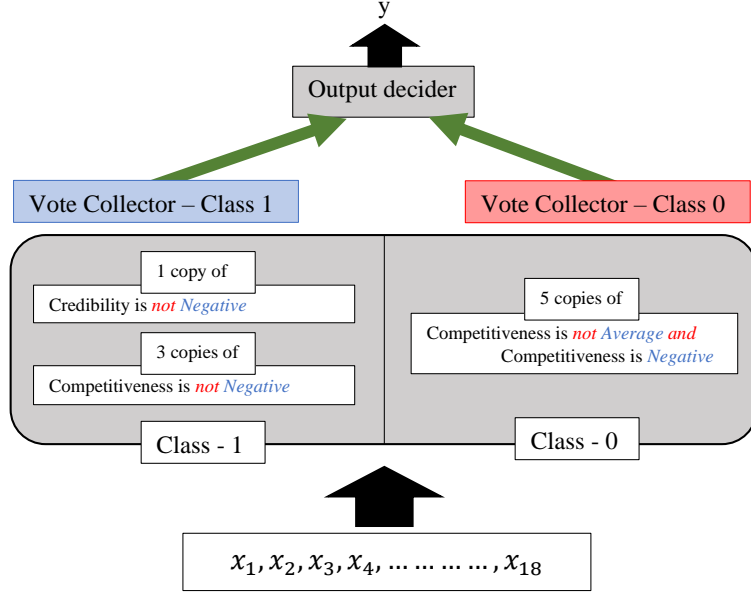 y
Output decider
Vote Collector – Class 1
Vote Collector – Class 0
1 copy of
Credibility is not Negative
3 copies of
Competitiveness is not Negative
5 copies of
Competitiveness is not Average and
Competitiveness is Negative
Class - 1
Class - 0
x₁, x₂, x₃, x₄, … … … … , x₁₈